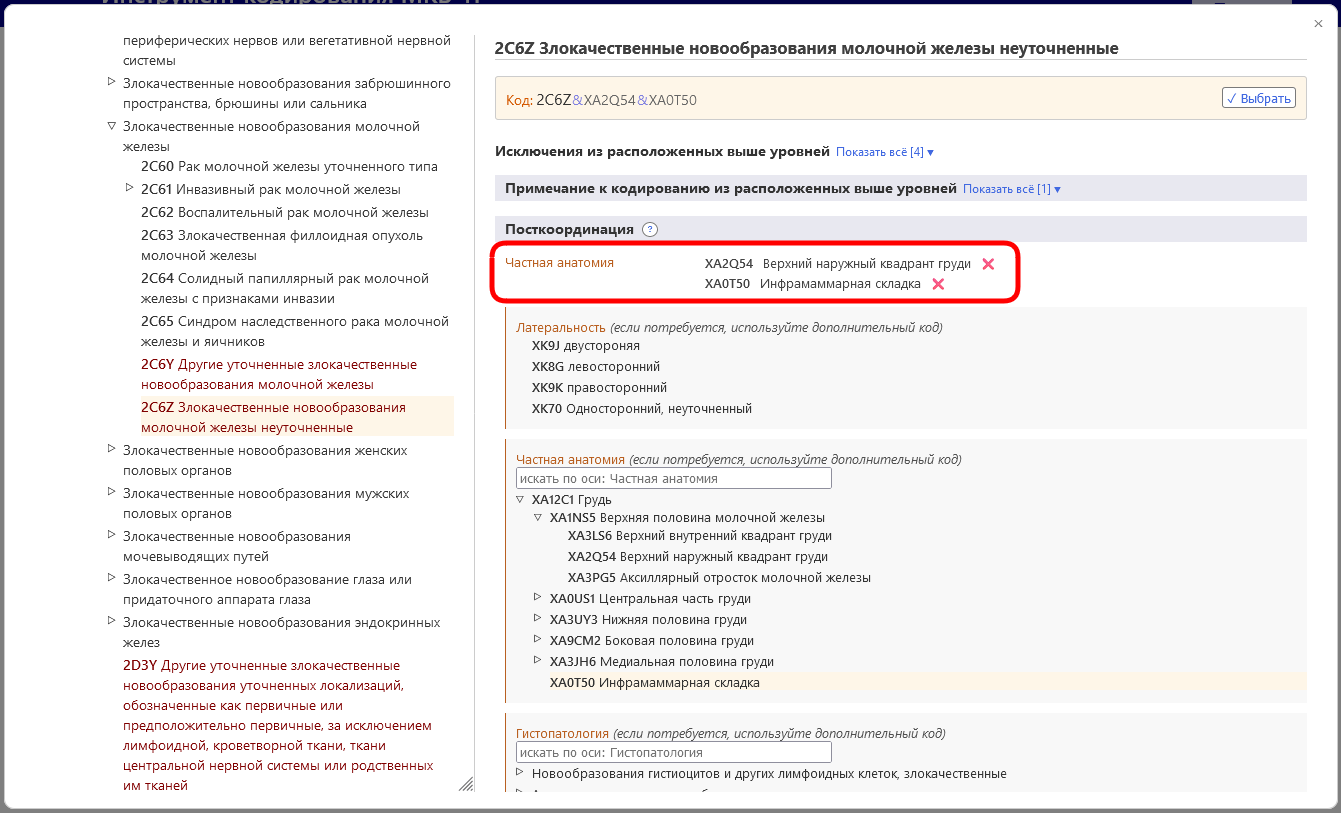 Инструмент кодирования МКБ-11
периферических нервов или вегетативной нервной
системы
Злокачественные новообразования забрюшинного
пространства, брюшины или сальника
Злокачественные новообразования молочной
железы
2C60 Рак молочной железы уточненного типа
2C61 Инвазивный рак молочной железы
2C62 Воспалительный рак молочной железы
2C63 Злокачественная филлоидная опухоль
молочной железы
2C64 Солидный папиллярный рак молочной
железы с признаками инвазии
2C65 Синдром наследственного рака молочной
железы и яичников
2C6Y Другие уточненные злокачественные
новообразования молочной железы
2C6Z Злокачественные новообразования
молочной железы неуточненные
Злокачественные новообразования женских
половых органов
Злокачественные новообразования мужских
половых органов
Злокачественные новообразования
мочевыводящих путей
Злокачественное новообразование глаза или
придаточного аппарата глаза
Злокачественные новообразования эндокринных
желез
2D3Y Другие уточненные злокачественные
новообразования уточненных локализаций,
обозначенные как первичные или
предположительно первичные, за исключением
лимфоидной, кроветворной ткани, ткани
центральной нервной системы или родственных
им тканей
2C6Z Злокачественные новообразования молочной железы неуточненные
Код: 2C6Z&XA2Q54&XA0T50
✓ Выбрать
Исключения из расположенных выше уровней Показать всё [4] ▾
Примечание к кодированию из расположенных выше уровней Показать всё [1] ▾
Посткоординация ?
Частная анатомия XA2Q54 Верхний наружный квадрант груди ❌
XA0T50 Инфрамаммарная складка ❌
Латеральность (если потребуется, используйте дополнительный код)
XK9J двустороняя
XK8G левосторонний
XK9K правосторонний
XK70 Односторонний, неуточненный
Частная анатомия (если потребуется, используйте дополнительный код)
искать по оси: Частная анатомия
XA12C1 Грудь
XA1NS5 Верхняя половина молочной железы
XA3LS6 Верхний внутренний квадрант груди
XA2Q54 Верхний наружный квадрант груди
XA3PG5 Аксиллярный отросток молочной железы
XA0US1 Центральная часть груди
XA3UY3 Нижняя половина груди
XA9CM2 Боковая половина груди
XA3JH6 Медиальная половина груди
XA0T50 Инфрамаммарная складка
Гистопатология (если потребуется, используйте дополнительный код)
искать по оси: Гистопатология
Новообразования гистиоцитов и других лимфоидных клеток, злокачественные